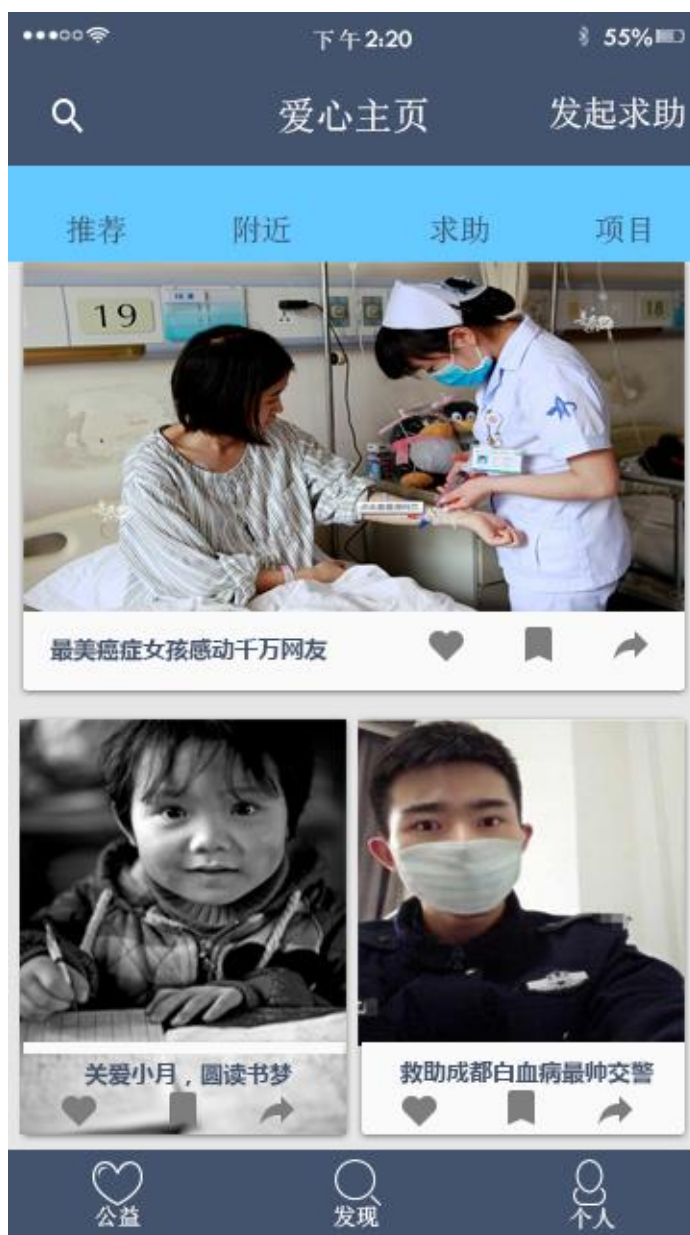 下午2:20
55%
爱心主页
发起求助
推荐 附近 求助 项目
19
18
最美癌症女孩感动千万网友
关爱小月，圆读书梦
救助成都白血病最帅交警
公益 发现 个人